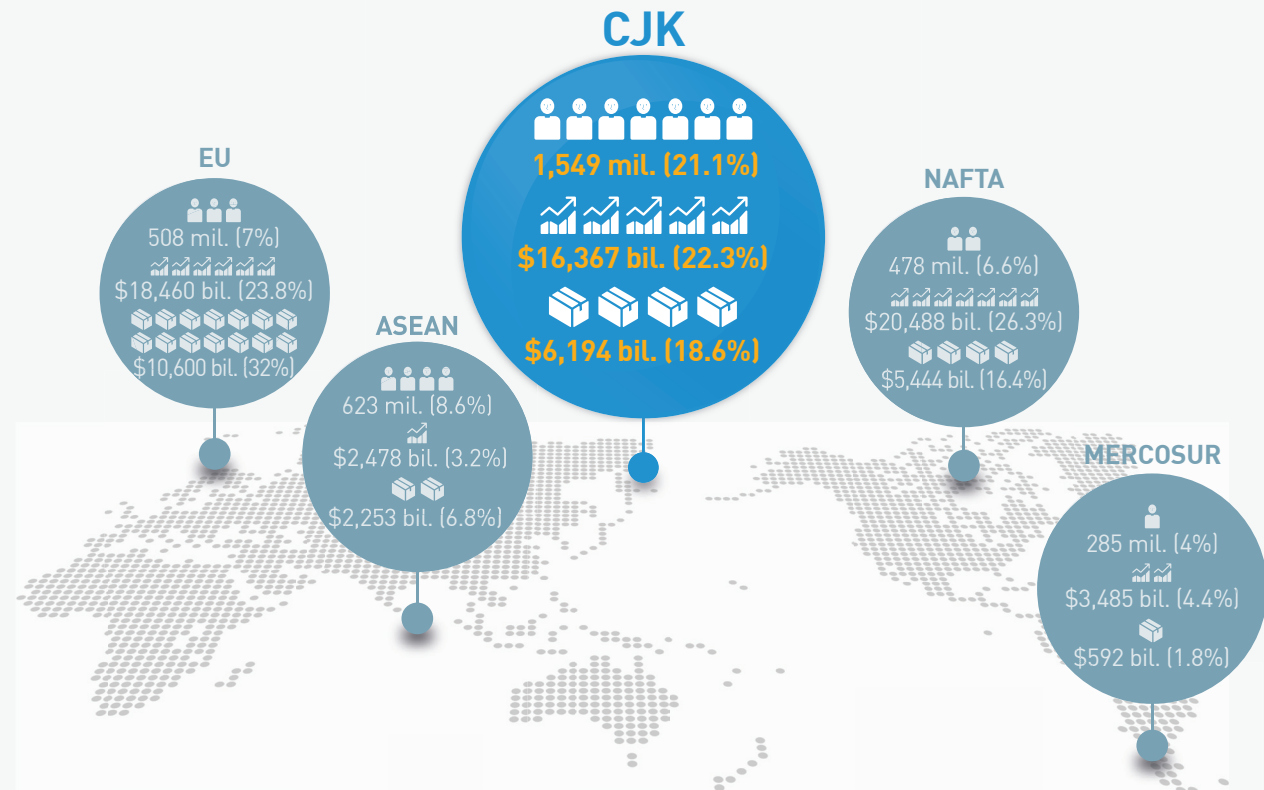 CJK
1,549 mil. (21.1%)
$16,367 bil. (22.3%)
$6,194 bil. (18.6%)
EU
508 mil. (7%)
$18,460 bil. (23.8%)
$10,600 bil. (32%)
ASEAN
623 mil. (8.6%)
$2,478 bil. (3.2%)
$2,253 bil. (6.8%)
NAFTA
478 mil. (6.6%)
$20,488 bil. (26.3%)
$5,444 bil. (16.4%)
MERCOSUR
285 mil. (4%)
$3,485 bil. (4.4%)
$592 bil. (1.8%)